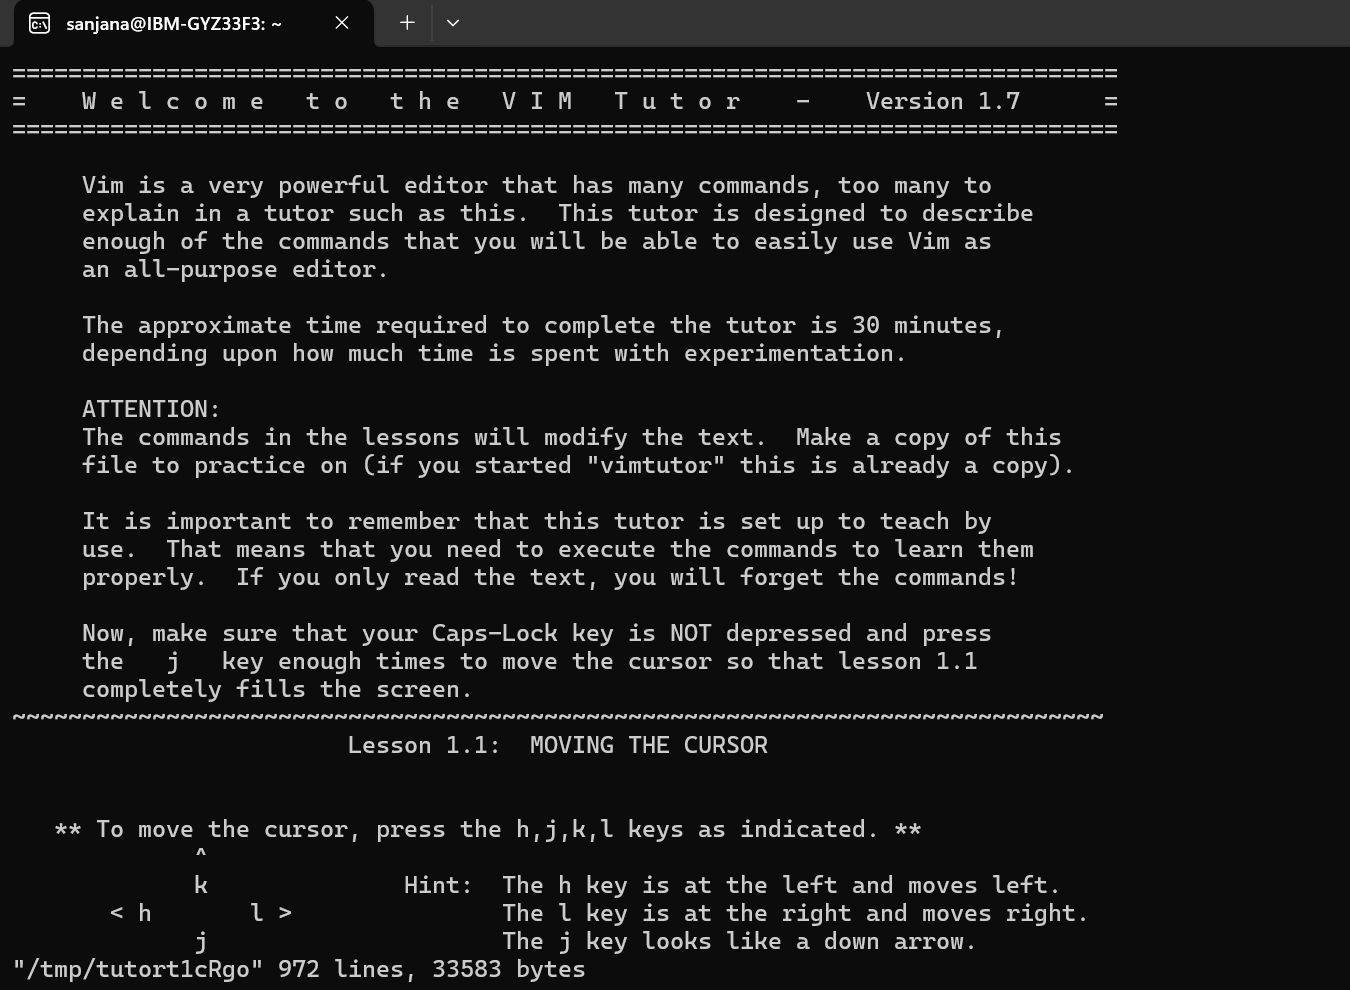 sanjana@IBM-GYZ33F3: ~
===============================================================================
=    W e l c o m e   t o   t h e   V I M   T u t o r    -    Version 1.7      =
===============================================================================
     Vim is a very powerful editor that has many commands, too many to
     explain in a tutor such as this.  This tutor is designed to describe
     enough of the commands that you will be able to easily use Vim as
     an all-purpose editor.
     The approximate time required to complete the tutor is 30 minutes,
     depending upon how much time is spent with experimentation.
     ATTENTION:
     The commands in the lessons will modify the text.  Make a copy of this
     file to practice on (if you started "vimtutor" this is already a copy).
     It is important to remember that this tutor is set up to teach by
     use.  That means that you need to execute the commands to learn them
     properly.  If you only read the text, you will forget the commands!
     Now, make sure that your Caps-Lock key is NOT depressed and press
     the   j   key enough times to move the cursor so that lesson 1.1
     completely fills the screen.
~~~~~~~~~~~~~~~~~~~~~~~~~~~~~~~~~~~~~~~~~~~~~~~~~~~~~~~~~~~~~~~~~~~~~~~~~~~~~~
                        Lesson 1.1:  MOVING THE CURSOR
   ** To move the cursor, press the h,j,k,l keys as indicated. **
             ^
             k              Hint:  The h key is at the left and moves left.
       < h       l >               The l key is at the right and moves right.
             j                     The j key looks like a down arrow.
"/tmp/tutort1cRgo" 972 lines, 33583 bytes